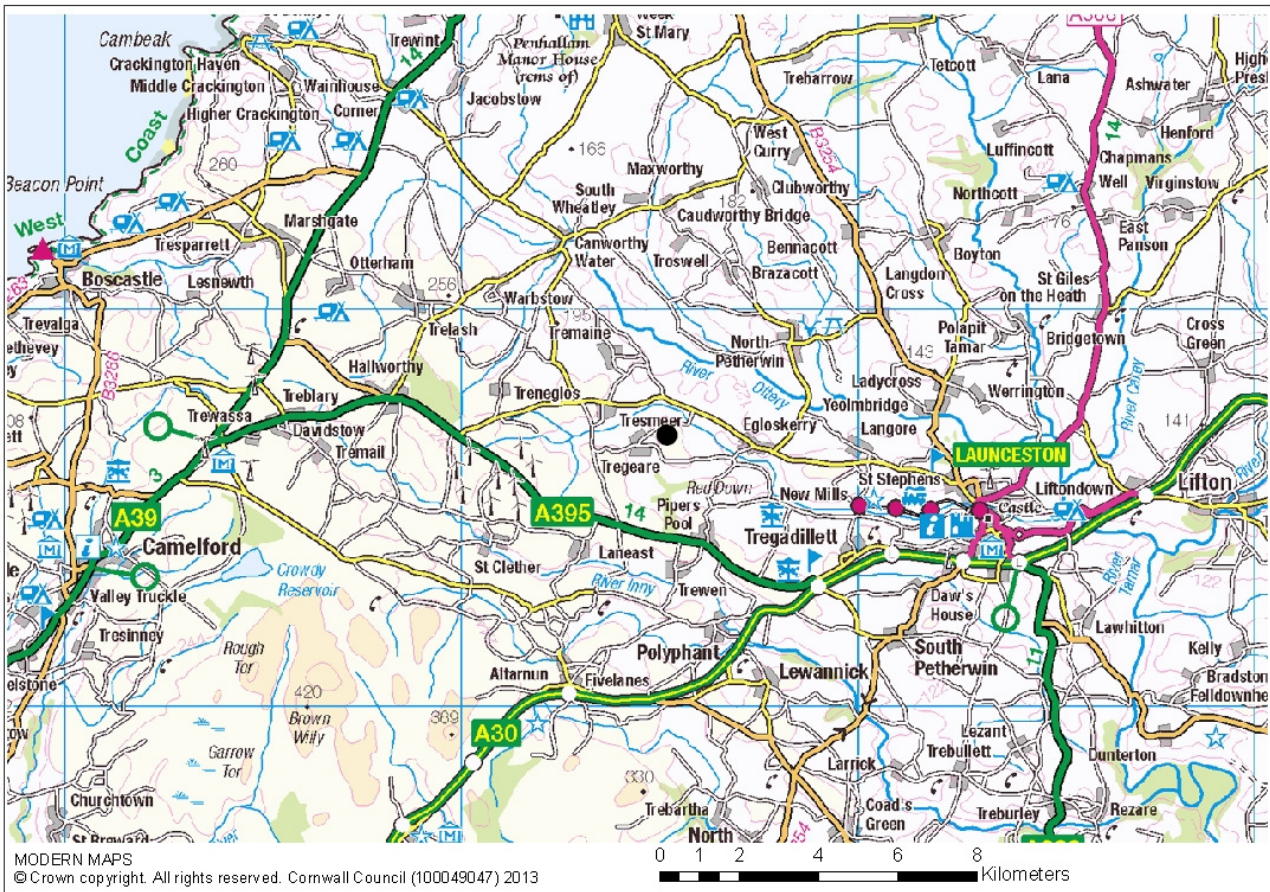 Cambeak
Crackington Haven
Middle Crackington
Higher Crackington
Wainhouse
Corner
Trewint
14
Jacobstow
Penhallam
Manor House
(rems of)
Week
St Mary
Trebarrow
Tetcott
Lana
Ashwater
Henford
Coast
260
166
Maxworthy
West
Curry
B3254
Luffincott
14
Chapmans
Well
Virginstow
Beacon Point
West
Marshgate
South
Wheatley
182
Clubworthy
Caudworthy Bridge
Northcott
76
East
Panson
Tresparrett
Boscastle
Lesnewth
Otterham
256
Canworthy
Water
Troswell
Bennacott
Brazacott
Boyton
Langdon
Cross
St Giles
on the Heath
Trevalga
Trelash
Warbstow
195
Tremaine
North
Petherwin
Polapit
Tamar
Bridgetown
Cross
Green
B3266
Hallworthy
Treneglos
River
Ottery
143
Ladycross
Yeolmbridge
Langore
Werrington
River Carey
141
Trewassa
Treblary
Davidstow
Tremail
Tresmeer
Egloskerry
Tregeare
LAUNCESTON
3
A39
A395
14
Red Down
Pipers
Pool
New Mills
St Stephens
Castle
Liftondown
Lifton
River
Camelford
Valley Truckle
Crowdy
Reservoir
St Clether
Laneast
River Inny
Trewen
Tregadillett
Daw's
House
River
Tamar
122
Tresinney
Rough
Tor
Polyphant
Lewannick
South
Petherwin
Lawhitton
11
Kelly
Bradstone
420
Brown
Willy
Altarnun
Fivelanes
369
A30
Garrow
Tor
Lezant
Trebullett
Dunterton
Larrick
330
Churchtown
St Breward
Trebartha
North
Coad's
Green
Treburley
Rezare
MODERN MAPS
© Crown copyright. All rights reserved. Cornwall Council (100049047) 2013
0 1 2 4 6 8
Kilometers